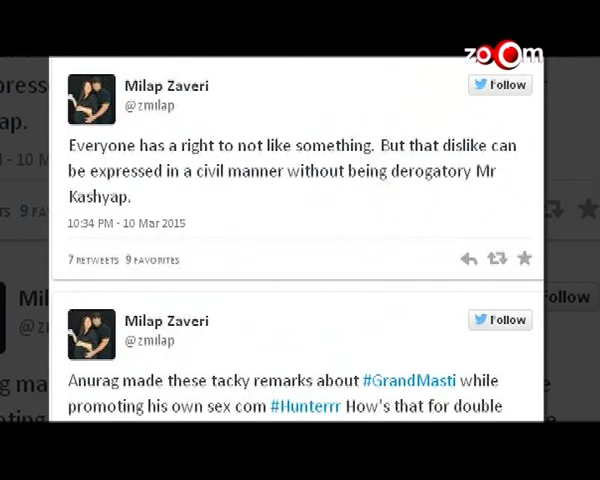 zoom
Milap Zaveri
Follow
@zmilap
Everyone has a right to not like something. But that dislike can
be expressed in a civil manner without being derogatory Mr
Kashyap.
10:34 PM - 10 Mar 2015
7 RETWEETS 9 FAVORITES
Milap Zaveri
Follow
@zmilap
Anurag made these tacky remarks about #GrandMasti while
promoting his own sex com #Hunterrr How's that for double